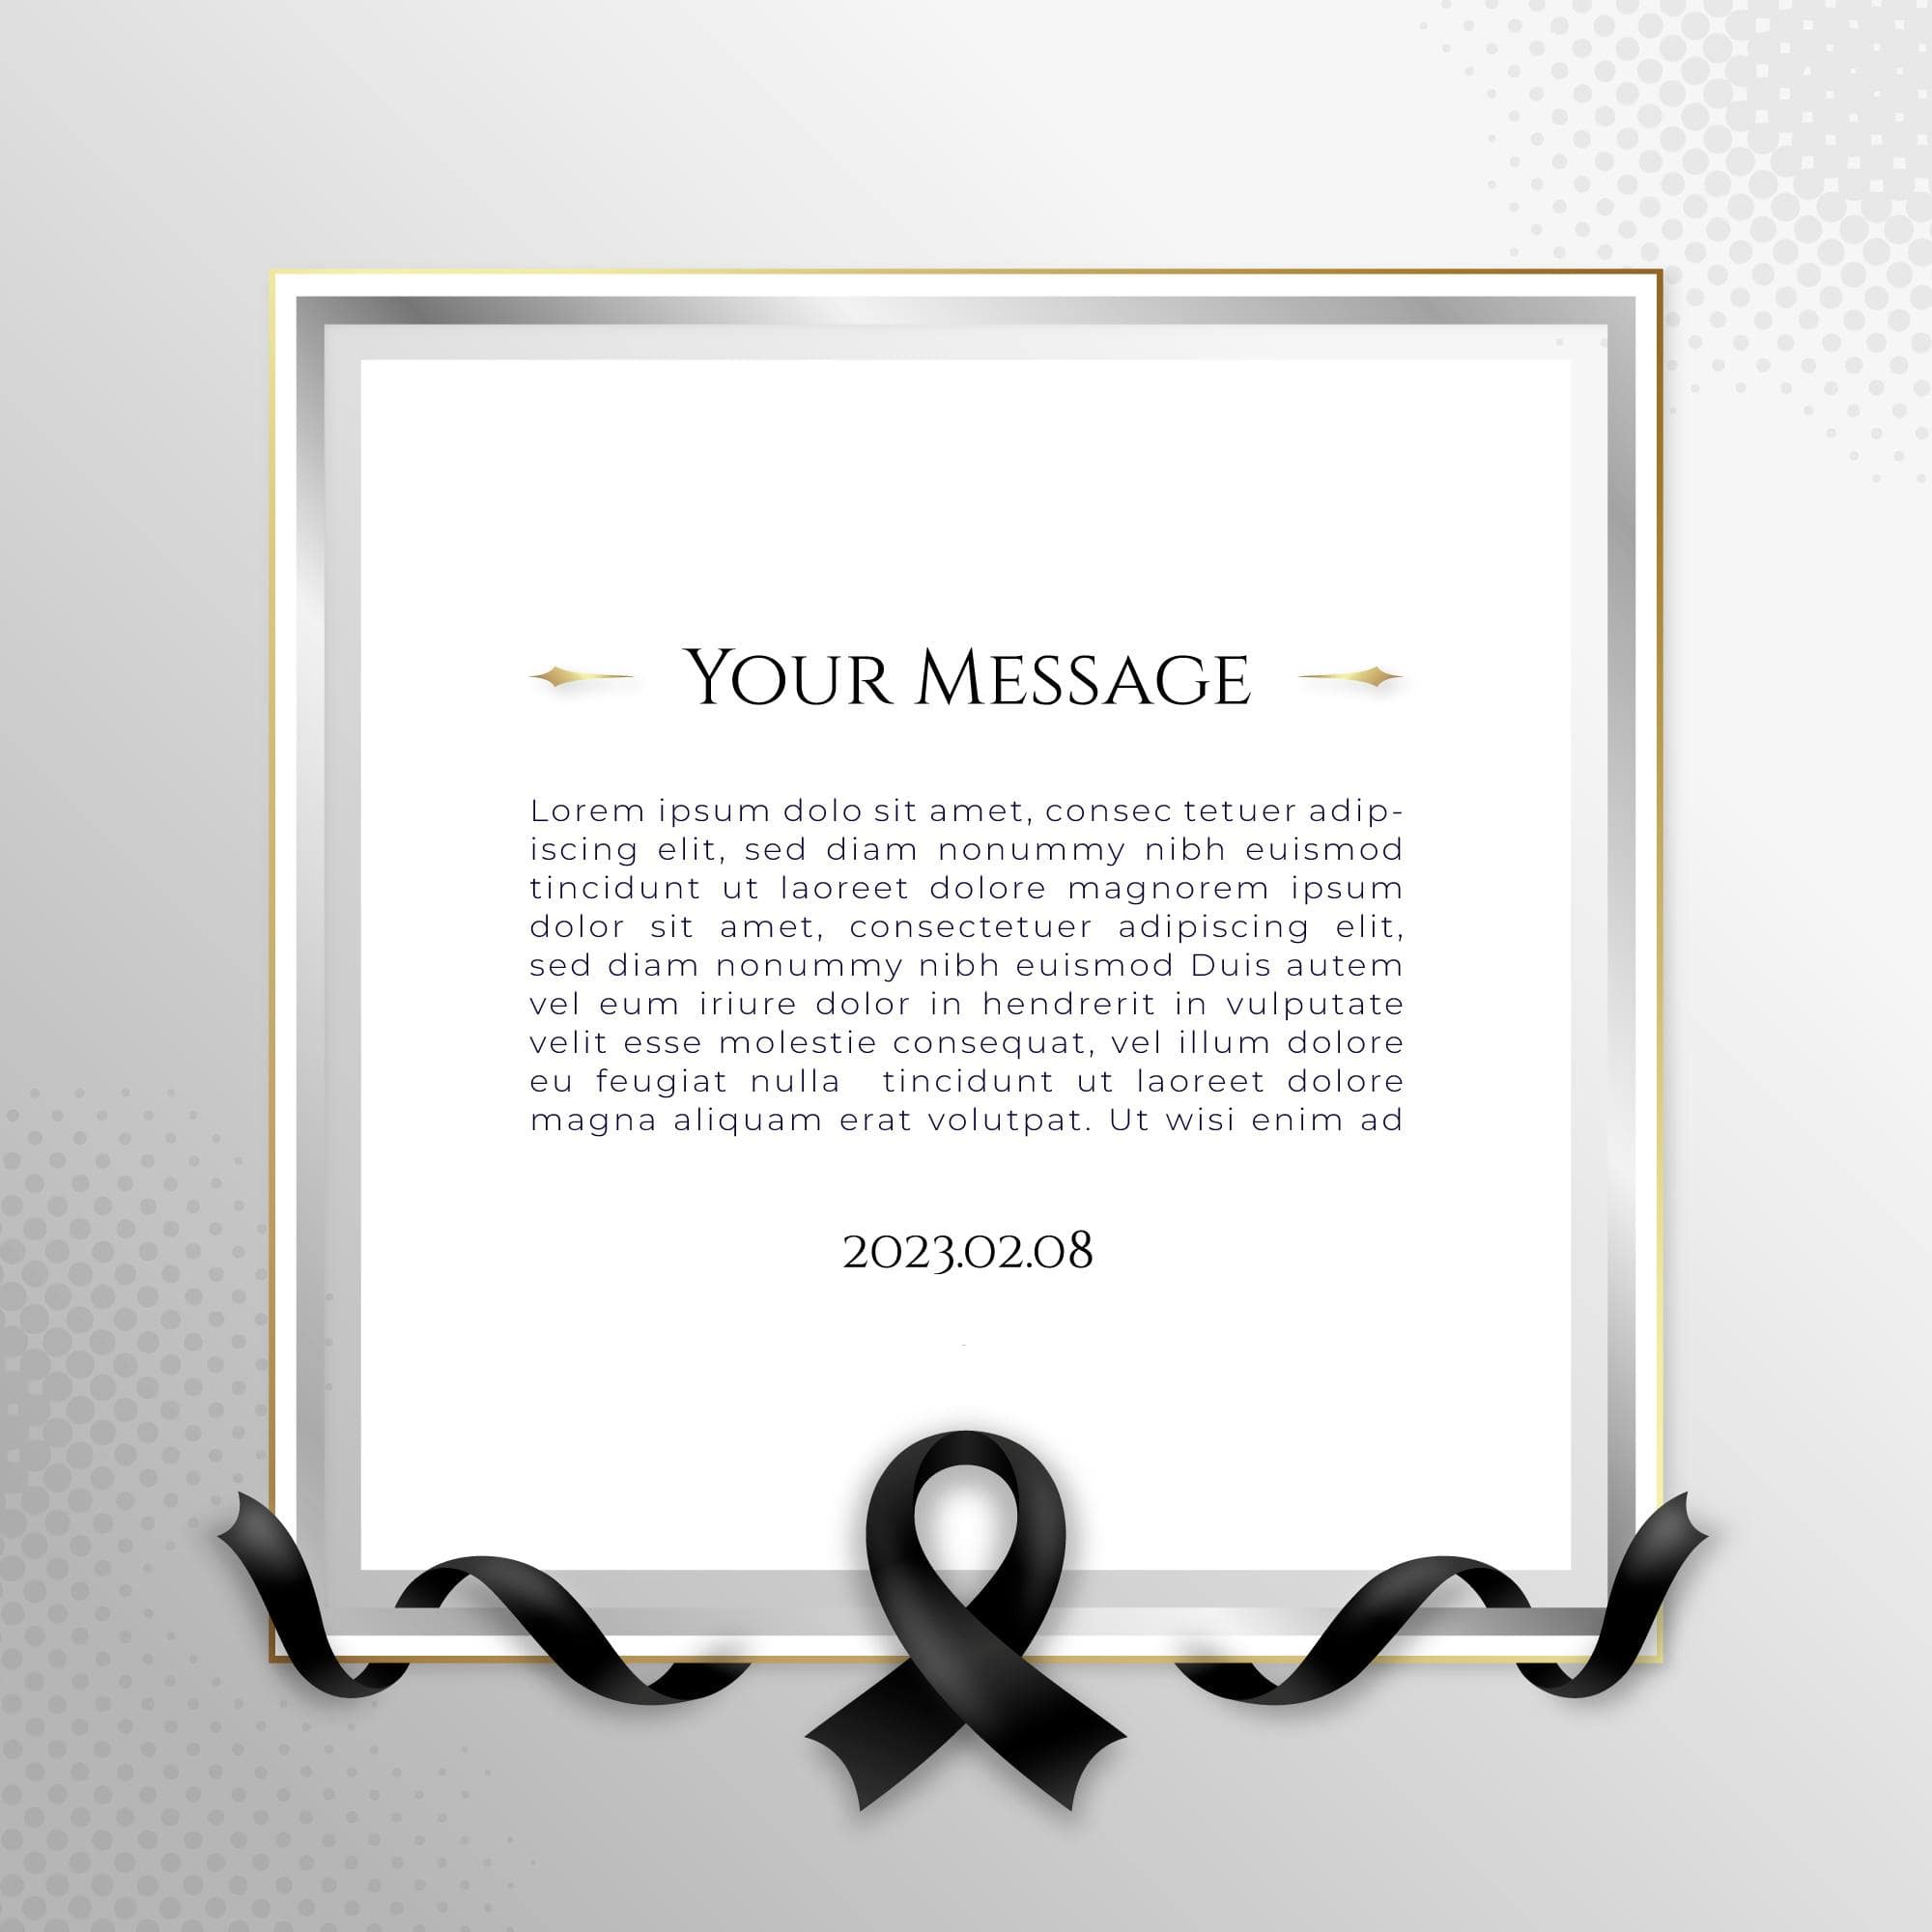 Your Message
Lorem ipsum dolo sit amet, consec tetuer adip-
iscing elit, sed diam nonummy nibh euismod
tincidunt ut laoreet dolore magnorem ipsum
dolor sit amet, consectetuer adipiscing elit,
sed diam nonummy nibh euismod Duis autem
vel eum iriure dolor in hendrerit in vulputate
velit esse molestie consequat, vel illum dolore
eu feugiat nulla tincidunt ut laoreet dolore
magna aliquam erat volutpat. Ut wisi enim ad
2023.02.08